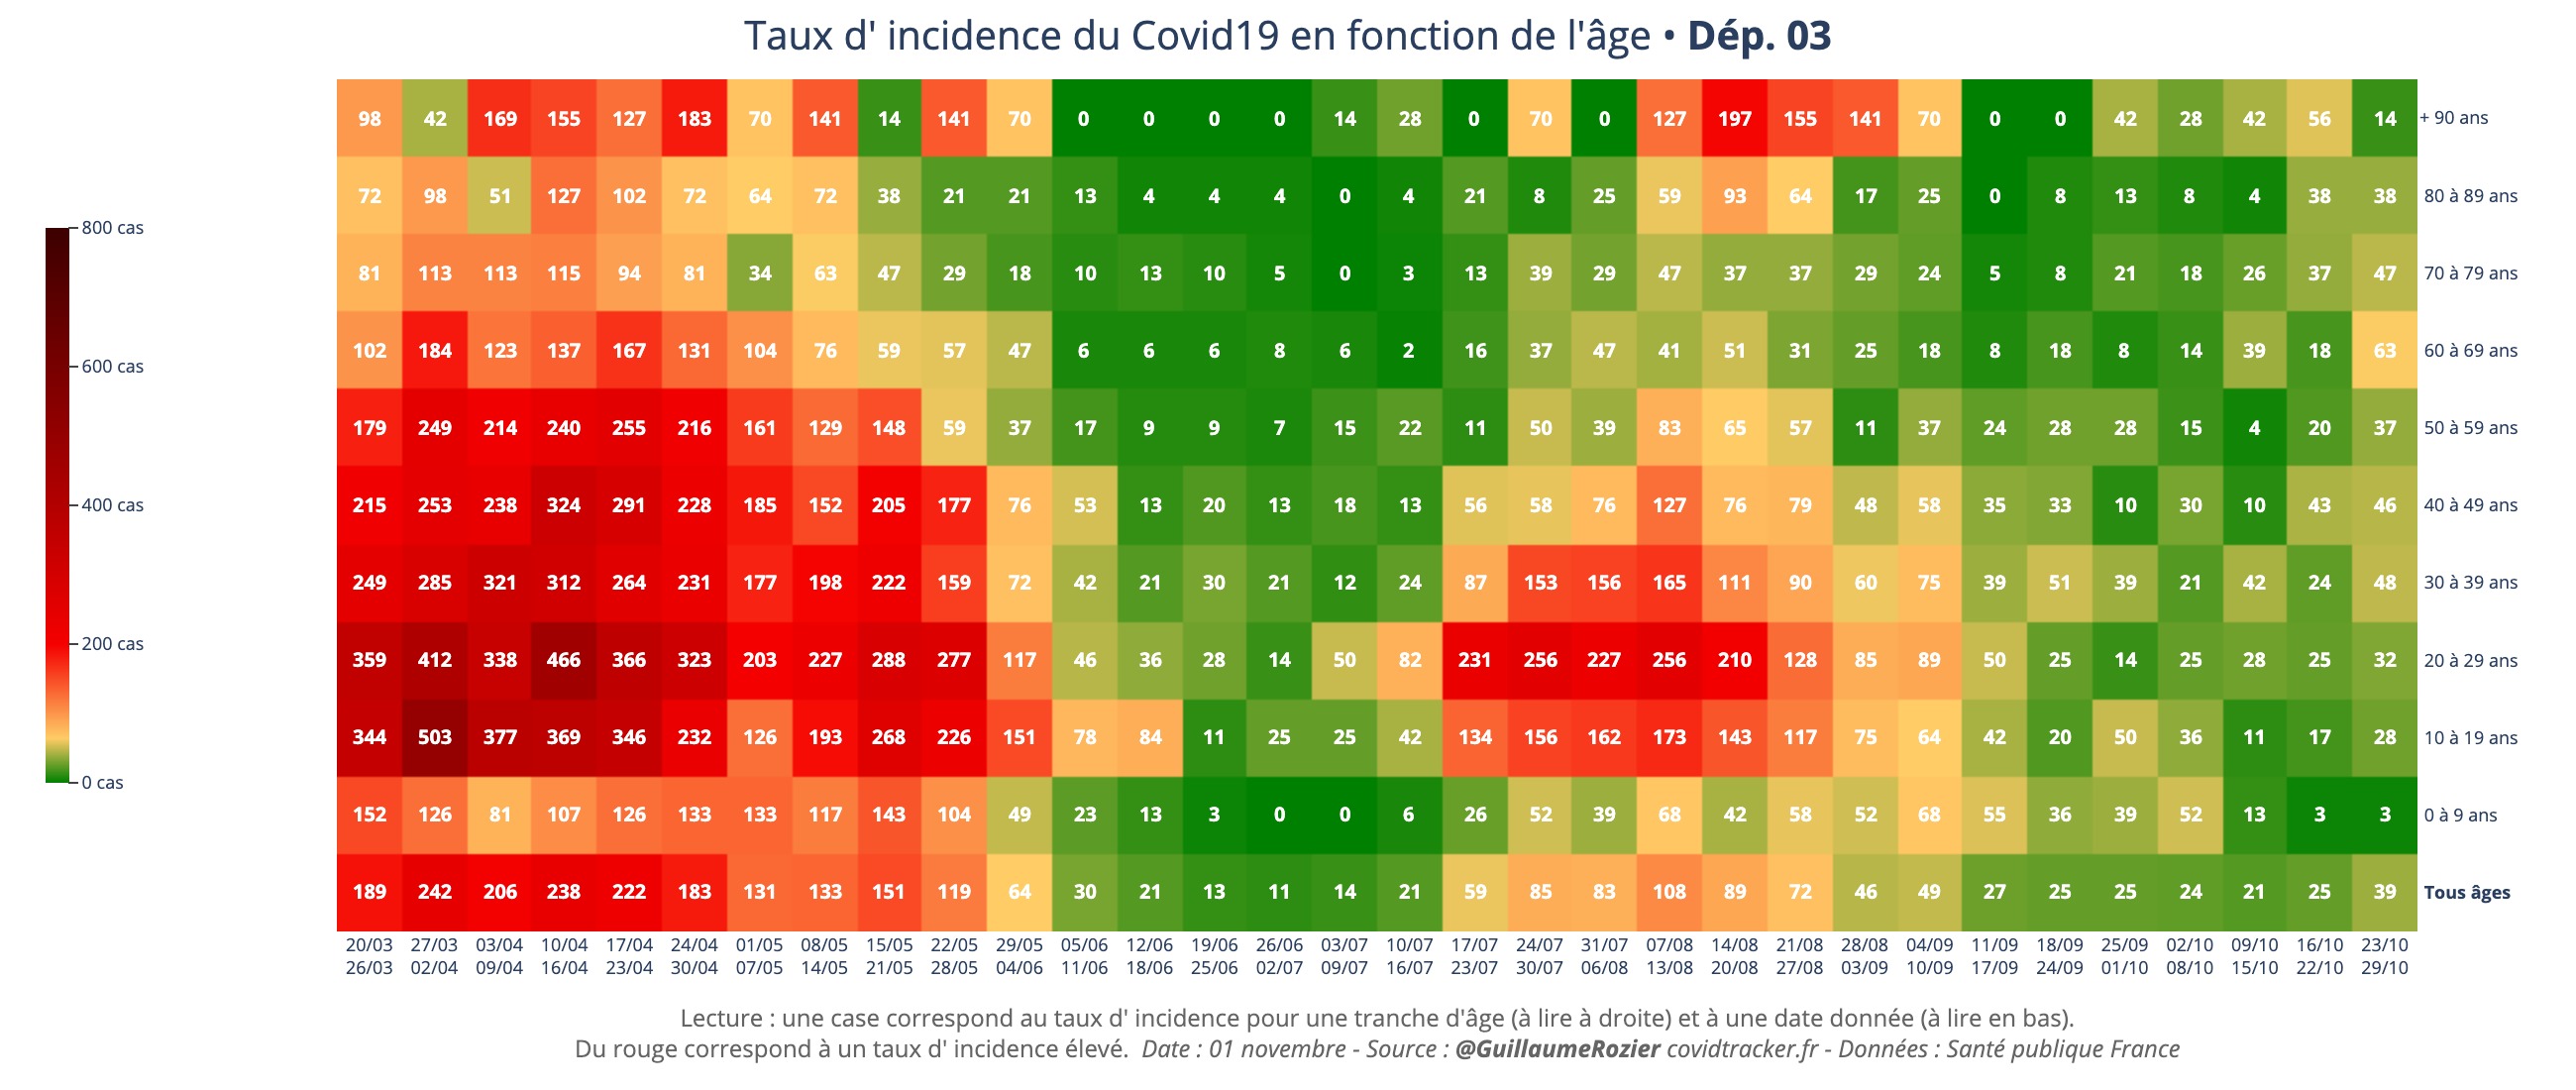 Taux d' incidence du Covid19 en fonction de l'âge • Dép. 03
98 42 169 155 127 183 70 141 14 141 70 0 0 0 0 14 28 0 70 0 127 197 155 141 70 0 0 42 28 42 56 14 + 90 ans
72 98 51 127 102 72 64 72 38 21 21 13 4 4 4 0 4 21 8 25 59 93 64 17 25 0 8 13 8 4 38 38 80 à 89 ans
800 cas
81 113 113 115 94 81 34 63 47 29 18 10 13 10 5 0 3 13 39 29 47 37 37 29 24 5 8 21 18 26 37 47 70 à 79 ans
102 184 123 137 167 131 104 76 59 57 47 6 6 6 8 6 2 16 37 47 41 51 31 25 18 8 18 8 14 39 18 63 60 à 69 ans
600 cas
179 249 214 240 255 216 161 129 148 59 37 17 9 9 7 15 22 11 50 39 83 65 57 11 37 24 28 28 15 4 20 37 50 à 59 ans
400 cas
215 253 238 324 291 228 185 152 205 177 76 53 13 20 13 18 13 56 58 76 127 76 79 48 58 35 33 10 30 10 43 46 40 à 49 ans
249 285 321 312 264 231 177 198 222 159 72 42 21 30 21 12 24 87 153 156 165 111 90 60 75 39 51 39 21 42 24 48 30 à 39 ans
200 cas
359 412 338 466 366 323 203 227 288 277 117 46 36 28 14 50 82 231 256 227 256 210 128 85 89 50 25 14 25 28 25 32 20 à 29 ans
344 503 377 369 346 232 126 193 268 226 151 78 84 11 25 25 42 134 156 162 173 143 117 75 64 42 20 50 36 11 17 28 10 à 19 ans
0 cas
152 126 81 107 126 133 133 117 143 104 49 23 13 3 0 0 6 26 52 39 68 42 58 52 68 55 36 39 52 13 3 3 0 à 9 ans
189 242 206 238 222 183 131 133 151 119 64 30 21 13 11 14 21 59 85 83 108 89 72 46 49 27 25 25 24 21 25 39 Tous âges
20/03 27/03 03/04 10/04 17/04 24/04 01/05 08/05 15/05 22/05 29/05 05/06 12/06 19/06 26/06 03/07 10/07 17/07 24/07 31/07 07/08 14/08 21/08 28/08 04/09 11/09 18/09 25/09 02/10 09/10 16/10 23/10
26/03 02/04 09/04 16/04 23/04 30/04 07/05 14/05 21/05 28/05 04/06 11/06 18/06 25/06 02/07 09/07 16/07 23/07 30/07 06/08 13/08 20/08 27/08 03/09 10/09 17/09 24/09 01/10 08/10 15/10 22/10 29/10
Lecture : une case correspond au taux d' incidence pour une tranche d'âge (à lire à droite) et à une date donnée (à lire en bas).
Du rouge correspond à un taux d' incidence élevé. Date : 01 novembre - Source : @GuillaumeRozier covidtracker.fr - Données : Santé publique France